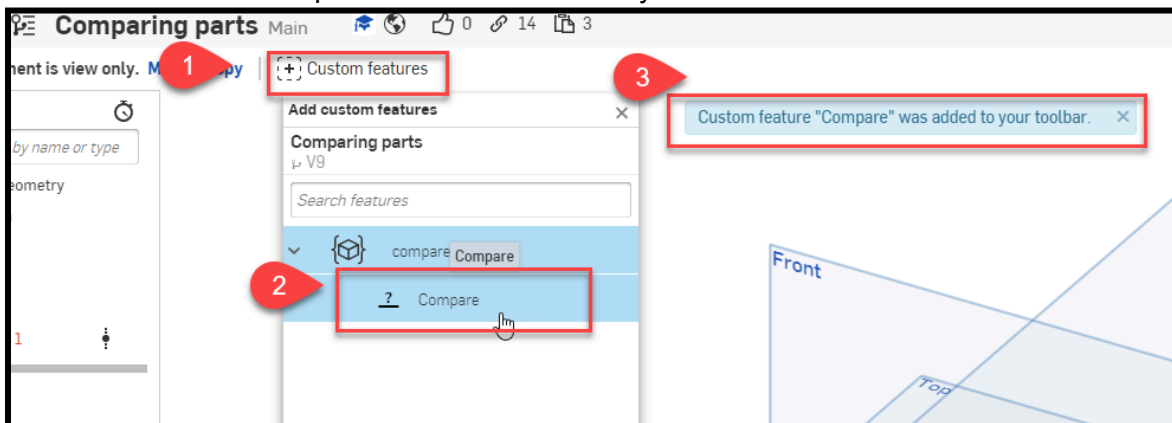 Comparing parts Main 0 14 3
is view only. 1 py Custom features
3
Add custom features
Custom feature "Compare" was added to your toolbar.
by name or type
Comparing parts
V9
Search features
compare Compare
2
? Compare
1
Front
Top